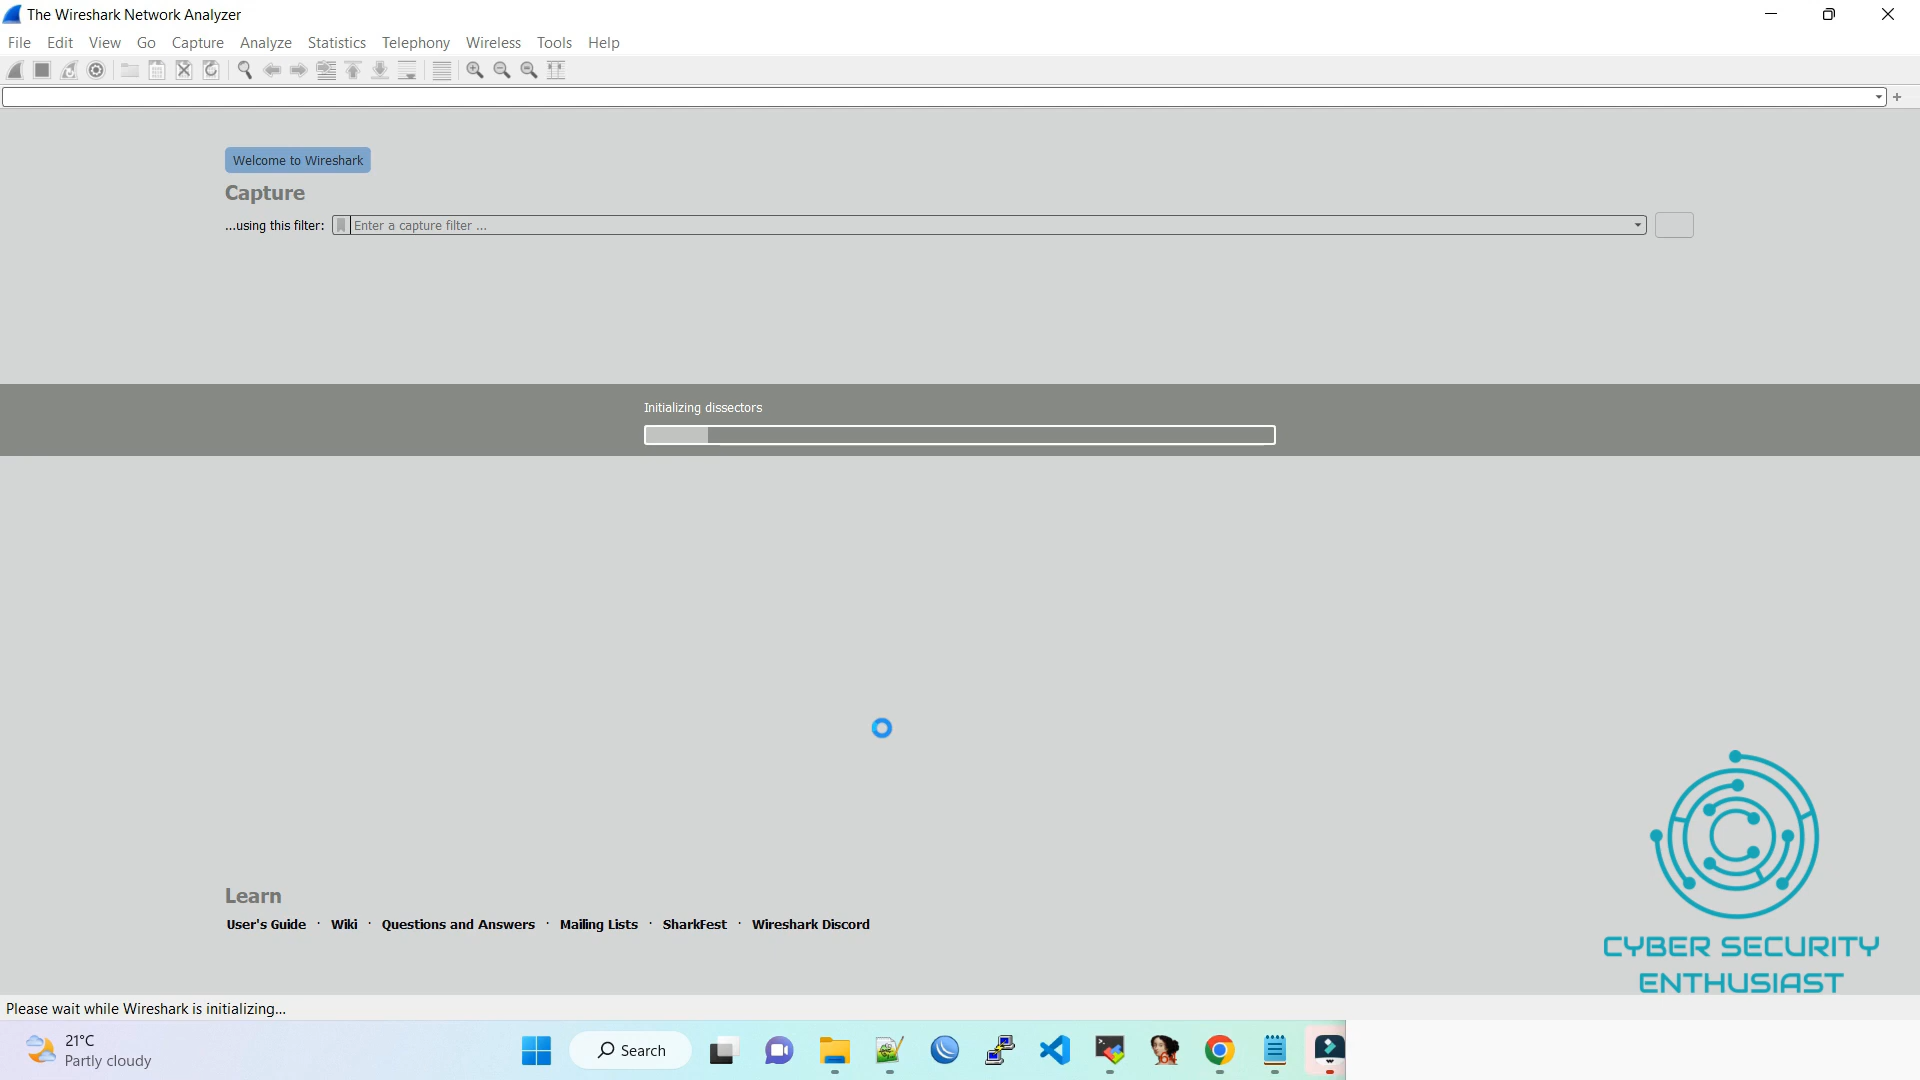 The Wireshark Network Analyzer
File Edit View Go Capture Analyze Statistics Telephony Wireless Tools Help
Welcome to Wireshark
Capture
...using this filter: Enter a capture filter ...
Initializing dissectors
Learn
User's Guide · Wiki · Questions and Answers · Mailing Lists · SharkFest · Wireshark Discord
CYBER SECURITY
ENTHUSIAST
Please wait while Wireshark is initializing...
21°C
Partly cloudy
Search
64